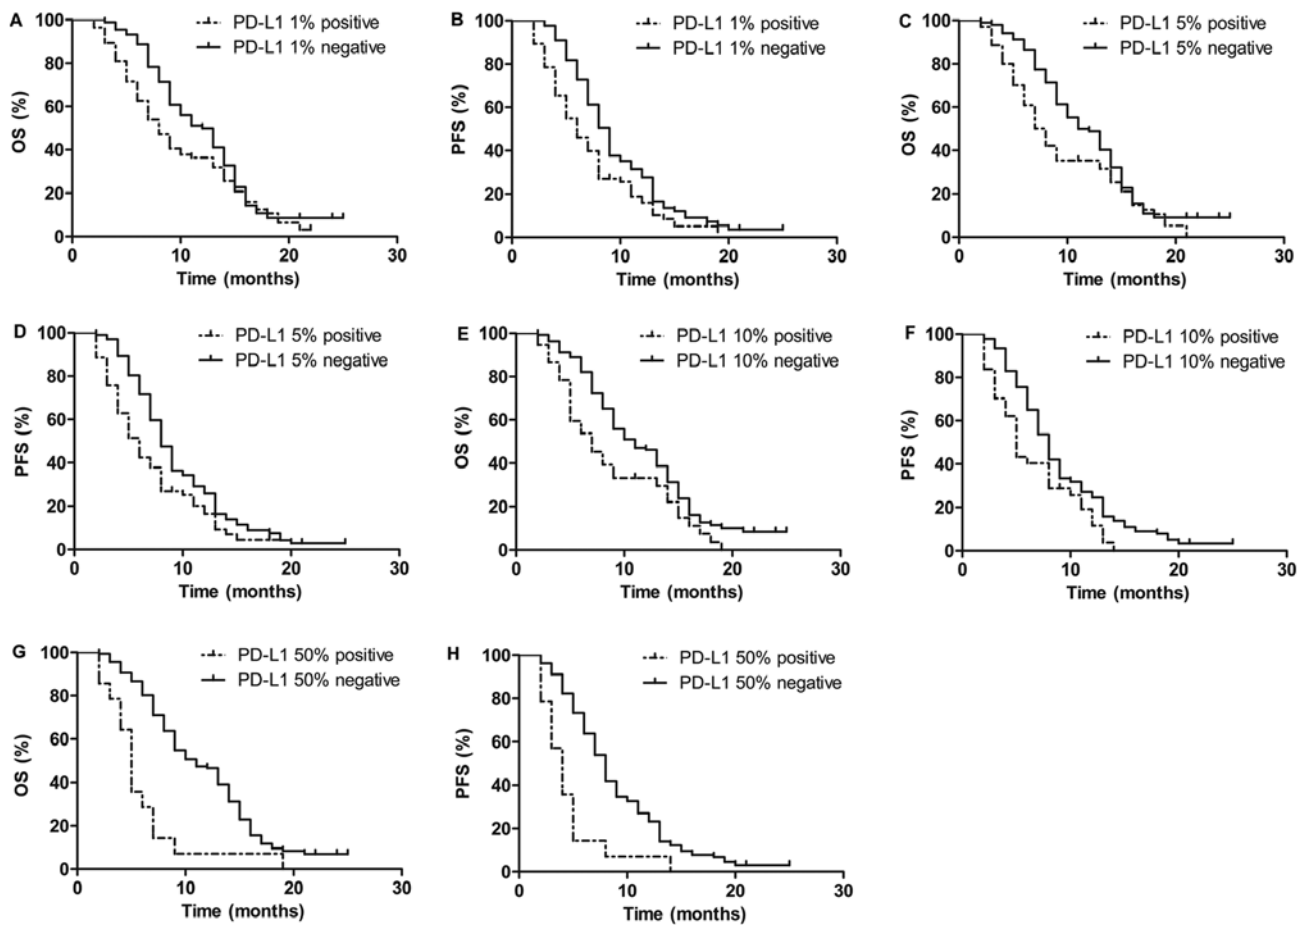 A
PD-L1 1% positive
PD-L1 1% negative
OS (%)
100
80
60
40
20
0
0 10 20 30
Time (months)
B
PD-L1 1% positive
PD-L1 1% negative
PFS (%)
100
80
60
40
20
0
0 10 20 30
Time (months)
C
PD-L1 5% positive
PD-L1 5% negative
OS (%)
100
80
60
40
20
0
0 10 20 30
Time (months)
D
PD-L1 5% positive
PD-L1 5% negative
PFS (%)
100
80
60
40
20
0
0 10 20 30
Time (months)
E
PD-L1 10% positive
PD-L1 10% negative
OS (%)
100
80
60
40
20
0
0 10 20 30
Time (months)
F
PD-L1 10% positive
PD-L1 10% negative
PFS (%)
100
80
60
40
20
0
0 10 20 30
Time (months)
G
PD-L1 50% positive
PD-L1 50% negative
OS (%)
100
80
60
40
20
0
0 10 20 30
Time (months)
H
PD-L1 50% positive
PD-L1 50% negative
PFS (%)
100
80
60
40
20
0
0 10 20 30
Time (months)